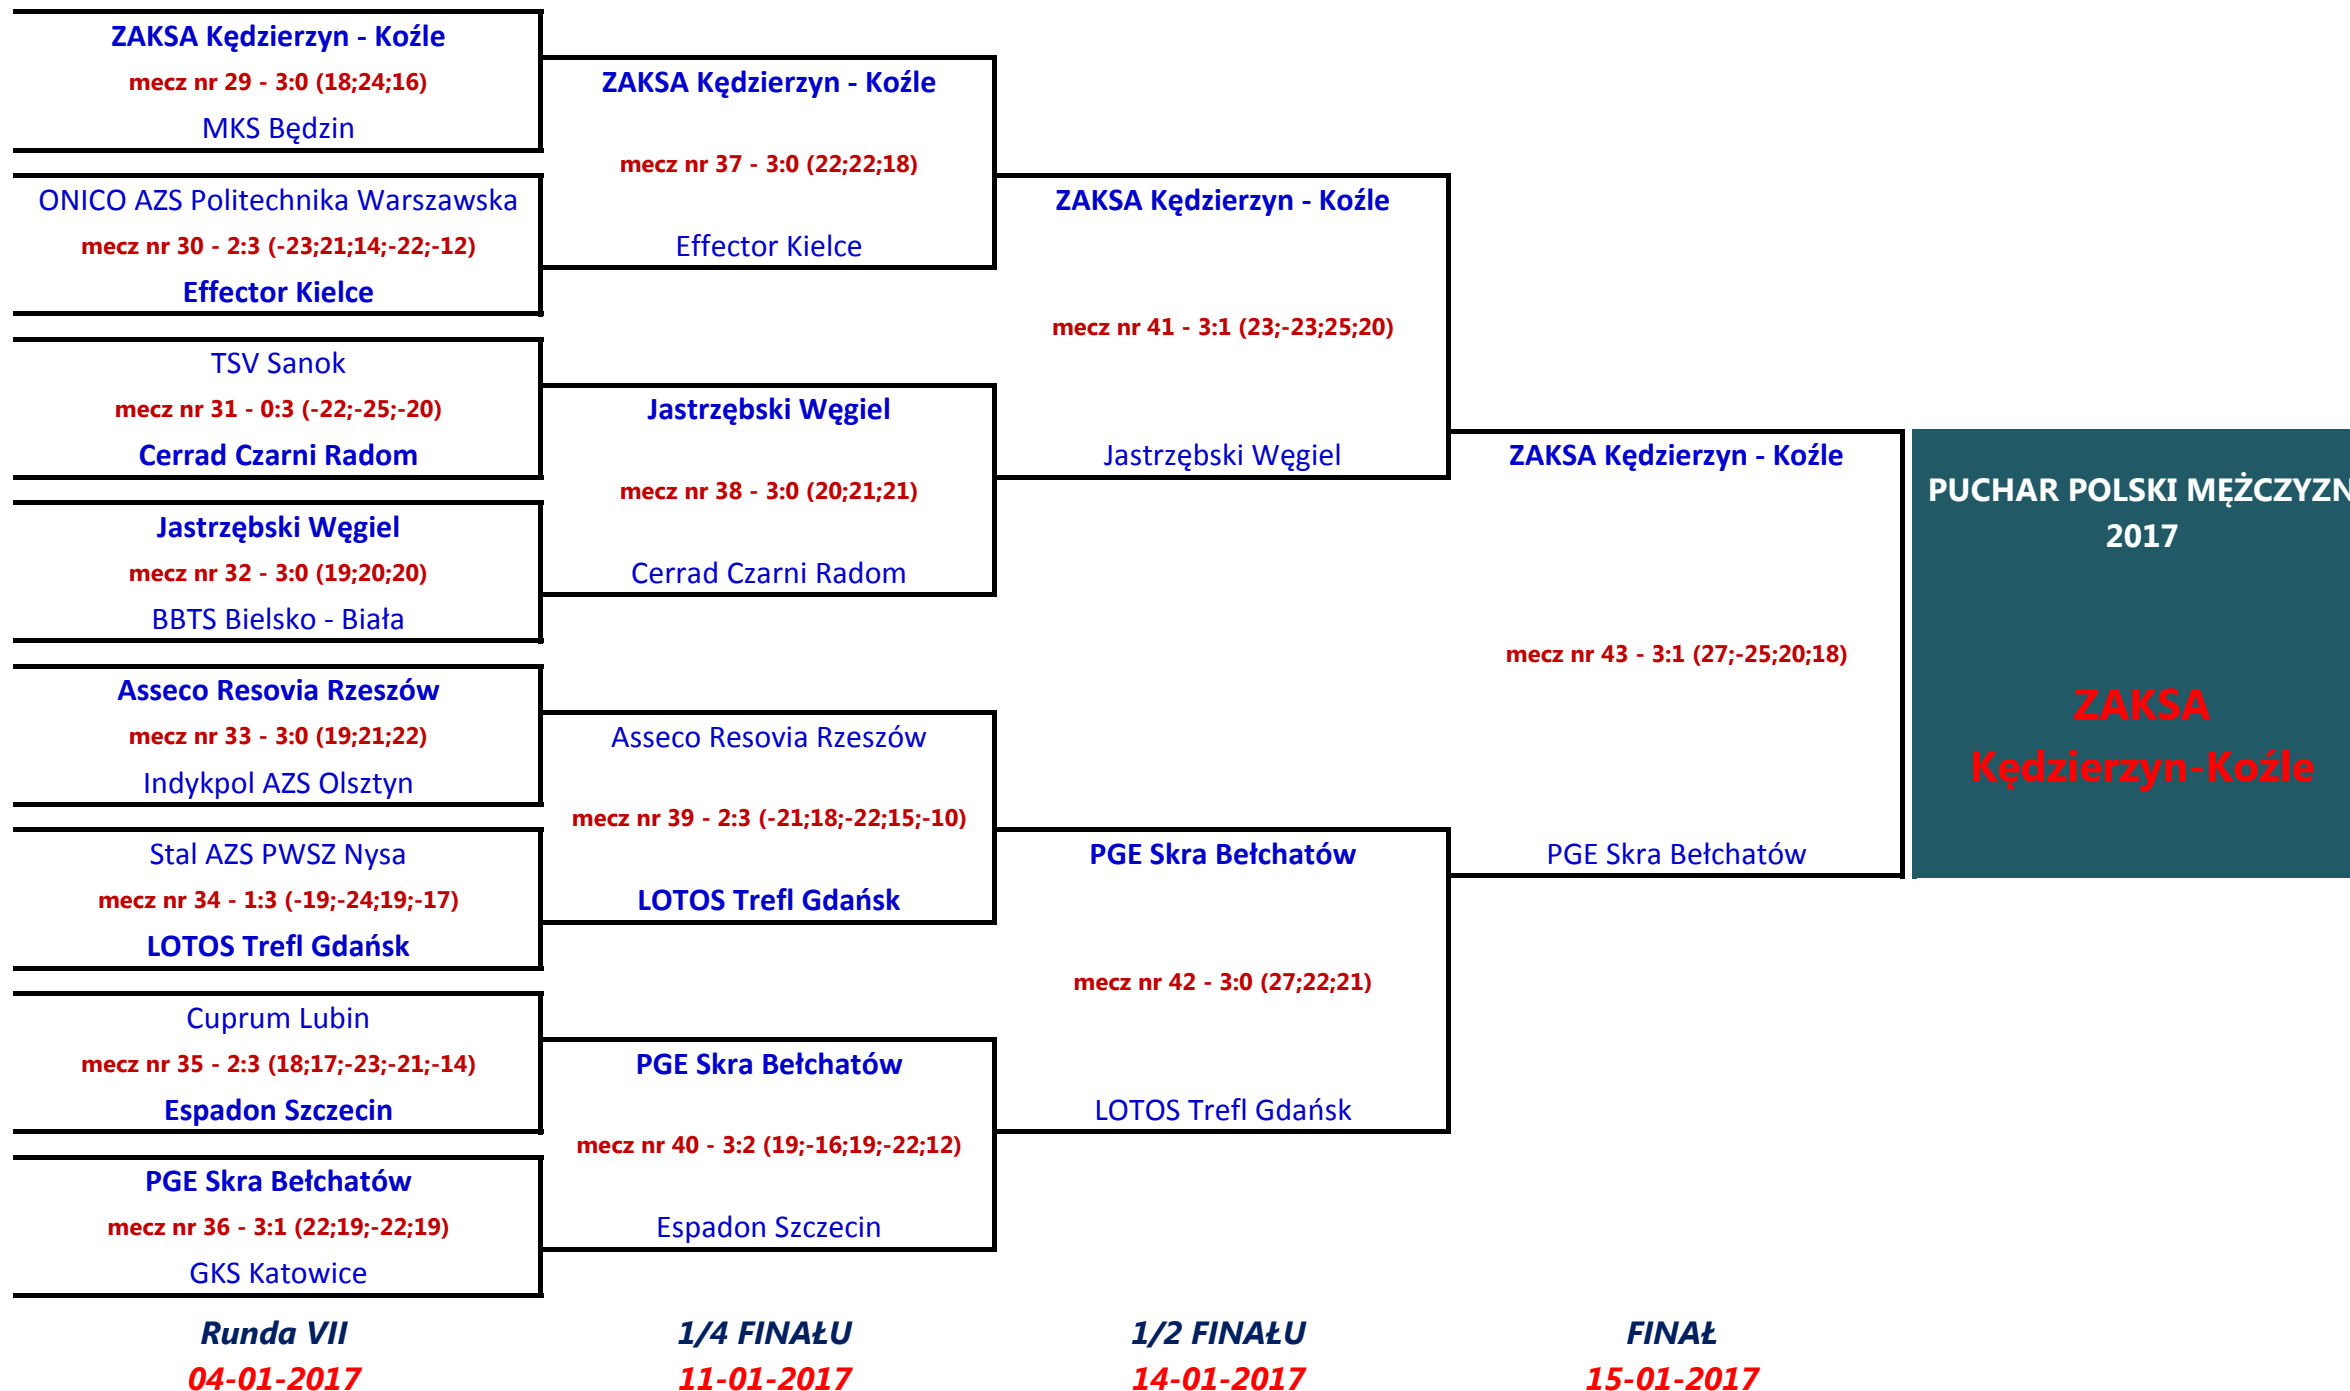 ZAKSA Kędzierzyn - Koźle
mecz nr 29 - 3:0 (18;24;16)
MKS Będzin
ONICO AZS Politechnika Warszawska
mecz nr 30 - 2:3 (-23;21;14;-22;-12)
Effector Kielce
TSV Sanok
mecz nr 31 - 0:3 (-22;-25;-20)
Cerrad Czarni Radom
Jastrzębski Węgiel
mecz nr 32 - 3:0 (19;20;20)
BBTS Bielsko - Biała
Asseco Resovia Rzeszów
mecz nr 33 - 3:0 (19;21;22)
Indykpol AZS Olsztyn
Stal AZS PWSZ Nysa
mecz nr 34 - 1:3 (-19;-24;19;-17)
LOTOS Trefl Gdańsk
Cuprum Lubin
mecz nr 35 - 2:3 (18;17;-23;-21;-14)
Espadon Szczecin
PGE Skra Bełchatów
mecz nr 36 - 3:1 (22;19;-22;19)
GKS Katowice
Runda VII
04-01-2017
ZAKSA Kędzierzyn - Koźle
mecz nr 37 - 3:0 (22;22;18)
Effector Kielce
Jastrzębski Węgiel
mecz nr 38 - 3:0 (20;21;21)
Cerrad Czarni Radom
Asseco Resovia Rzeszów
mecz nr 39 - 2:3 (-21;18;-22;15;-10)
LOTOS Trefl Gdańsk
PGE Skra Bełchatów
mecz nr 40 - 3:2 (19;-16;19;-22;12)
Espadon Szczecin
1/4 FINAŁU
11-01-2017
ZAKSA Kędzierzyn - Koźle
mecz nr 41 - 3:1 (23;-23;25;20)
Jastrzębski Węgiel
PGE Skra Bełchatów
mecz nr 42 - 3:0 (27;22;21)
LOTOS Trefl Gdańsk
1/2 FINAŁU
14-01-2017
ZAKSA Kędzierzyn - Koźle
mecz nr 43 - 3:1 (27;-25;20;18)
PGE Skra Bełchatów
FINAŁ
15-01-2017
PUCHAR POLSKI MĘŻCZYZN
2017
ZAKSA
Kędzierzyn-Koźle